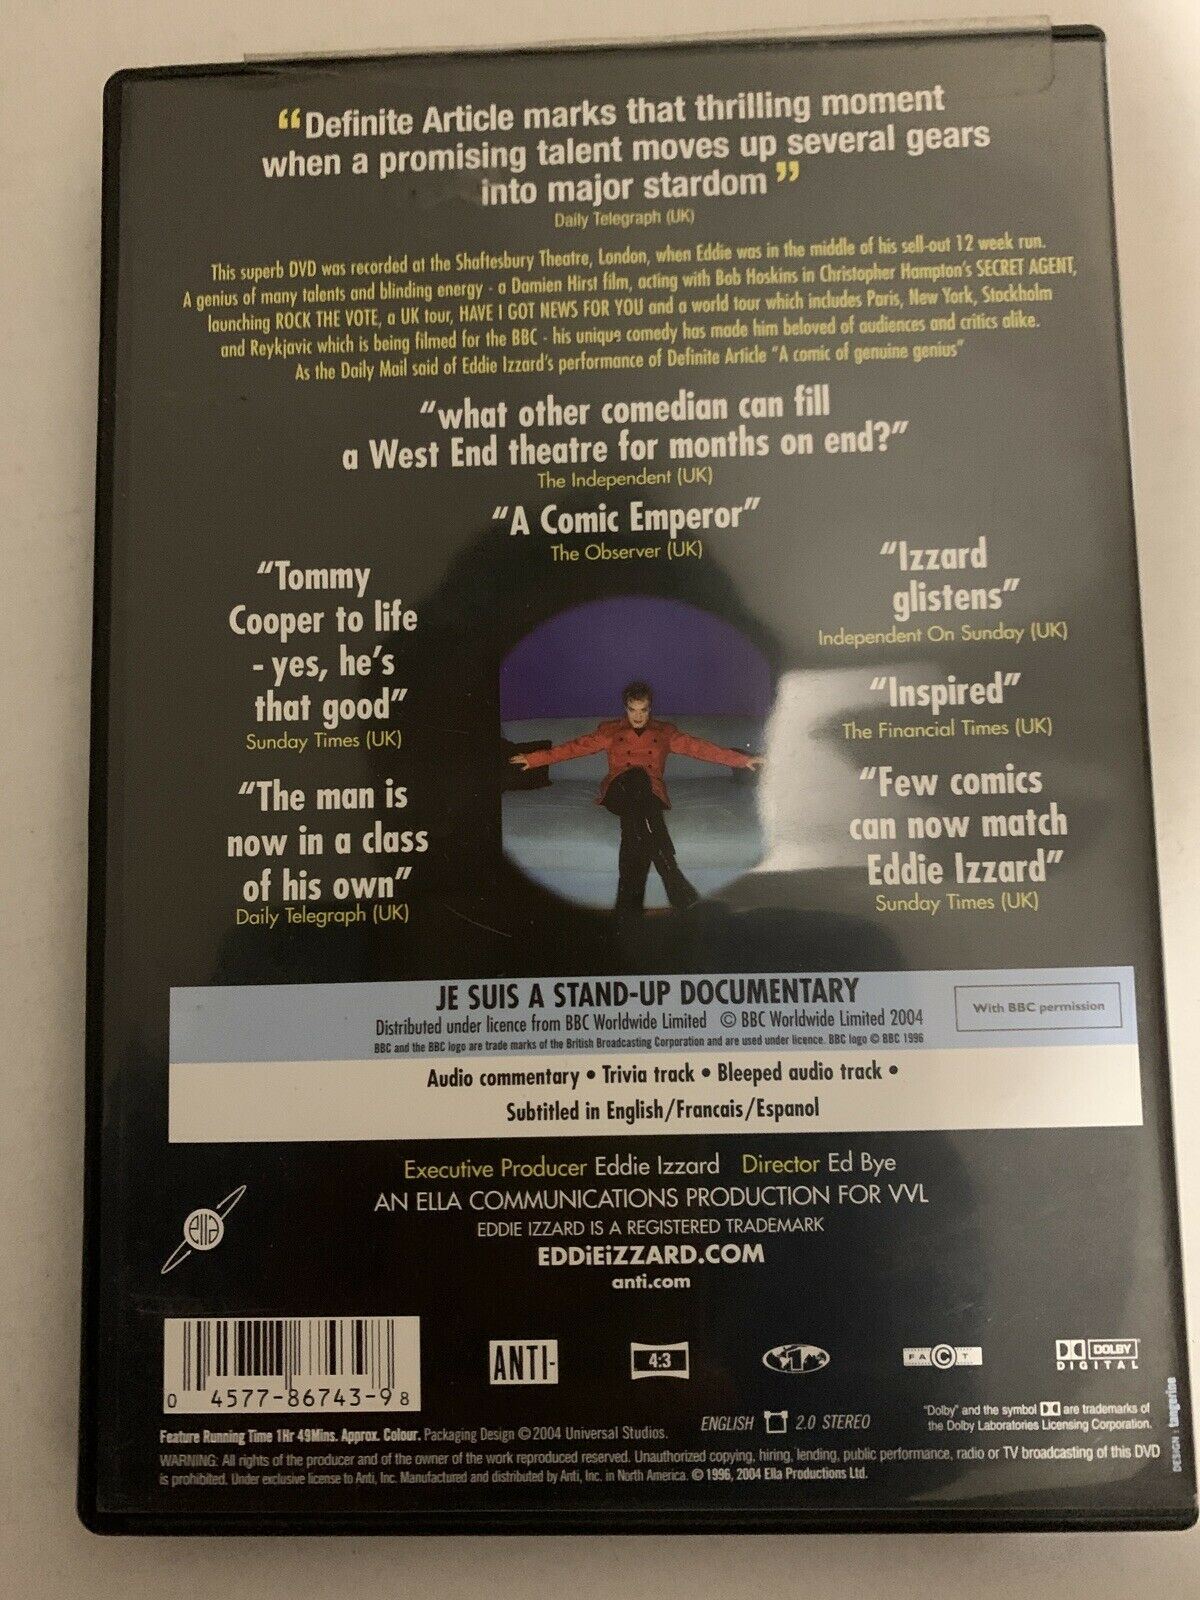 “Definite Article marks that thrilling moment
when a promising talent moves up several gears
into major stardom”
Daily Telegraph (UK)
This superb DVD was recorded at the Shaftesbury Theatre, London, when Eddie was in the middle of his sell-out 12 week run.
A genius of many talents and blinding energy - a Damien Hirst film, acting with Bob Hoskins in Christopher Hampton's SECRET AGENT,
launching ROCK THE VOTE, a UK tour, HAVE I GOT NEWS FOR YOU and a world tour which includes Paris, New York, Stockholm
and Reykjavic which is being filmed for the BBC - his unique comedy has made him beloved of audiences and critics alike.
As the Daily Mail said of Eddie Izzard's performance of Definite Article “A comic of genuine genius”
“what other comedian can fill
a West End theatre for months on end?”
The Independent (UK)
“A Comic Emperor”
The Observer (UK)
“Tommy
Cooper to life
- yes, he's
that good”
Sunday Times (UK)
“The man is
now in a class
of his own”
Daily Telegraph (UK)
“Izzard
glistens”
Independent On Sunday (UK)
“Inspired”
The Financial Times (UK)
“Few comics
can now match
Eddie Izzard”
Sunday Times (UK)
JE SUIS A STAND-UP DOCUMENTARY
Distributed under licence from BBC Worldwide Limited © BBC Worldwide Limited 2004
BBC and the BBC logo are trade marks of the British Broadcasting Corporation and are used under licence. BBC logo © BBC 1996
With BBC permission
Audio commentary • Trivia track • Bleeped audio track •
Subtitled in English/Francais/Espanol
Executive Producer Eddie Izzard Director Ed Bye
AN ELLA COMMUNICATIONS PRODUCTION FOR VVL
EDDIE IZZARD IS A REGISTERED TRADEMARK
EDDiEiZZARD.COM
anti.com
ella
0 4577-86743-9 8
ANTI-
4:3
1
FACT
DOLBY
DIGITAL
ENGLISH 2.0 STEREO
"Dolby" and the symbol are trademarks of
the Dolby Laboratories Licensing Corporation.
Feature Running Time 1Hr 49Mins. Approx. Colour. Packaging Design © 2004 Universal Studios.
WARNING: All rights of the producer and of the owner of the work reproduced reserved. Unauthorized copying, hiring, lending, public performance, radio or TV broadcasting of this DVD
is prohibited. Under exclusive license to Anti, Inc. Manufactured and distributed by Anti, Inc. in North America. © 1996, 2004 Ella Productions Ltd.
DESIGN : tangerine